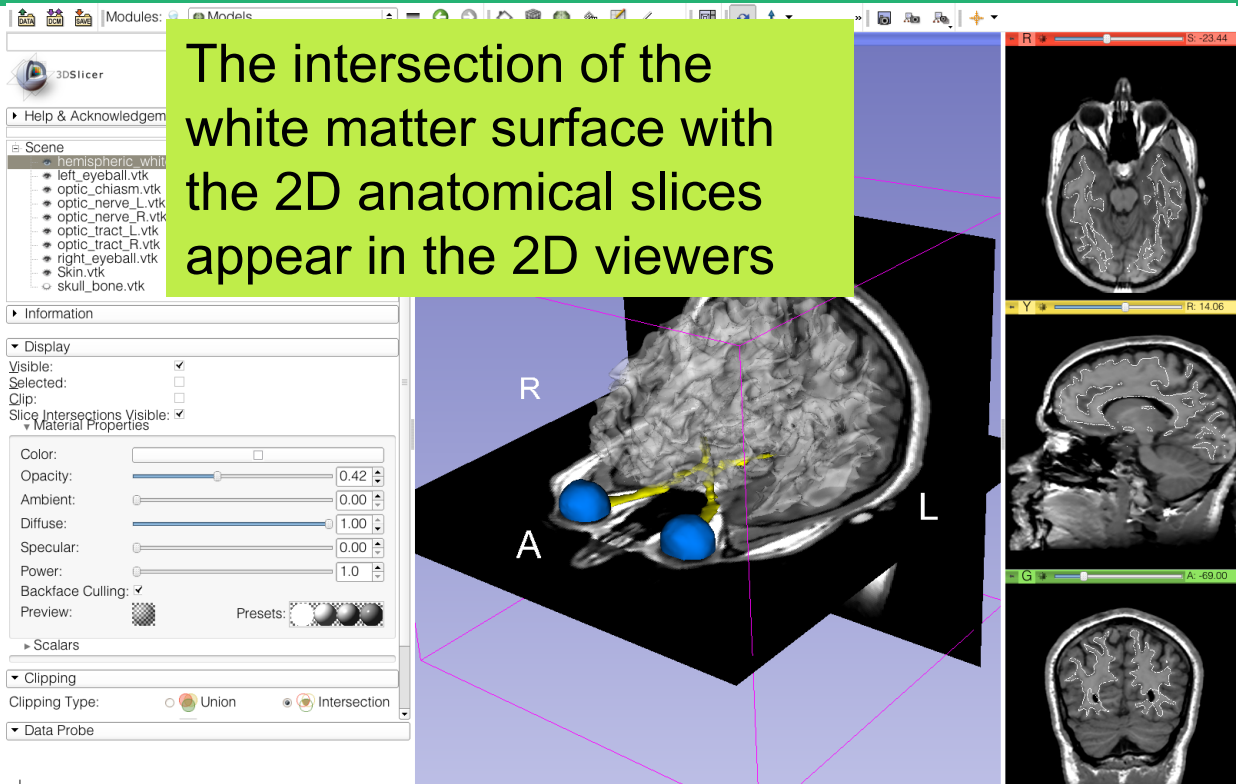 DATA DCM SAVE Modules: Models
The intersection of the
white matter surface with
the 2D anatomical slices
appear in the 2D viewers
3DSlicer
Help & Acknowledgem
Scene
hemispheric_whit
left_eyeball.vtk
optic_chiasm.vtk
optic_nerve_L.vtk
optic_nerve_R.vtk
optic_tract_L.vtk
optic_tract_R.vtk
right_eyeball.vtk
Skin.vtk
skull_bone.vtk
Information
Display
Visible:
Selected:
Clip:
Slice Intersections Visible:
Material Properties
Color:
Opacity: 0.42
Ambient: 0.00
Diffuse: 1.00
Specular: 0.00
Power: 1.0
Backface Culling:
Preview: Presets:
Scalars
Clipping
Clipping Type: Union Intersection
Data Probe
R
A
L
R S: -23.44
Y R: 14.06
G A: -69.00